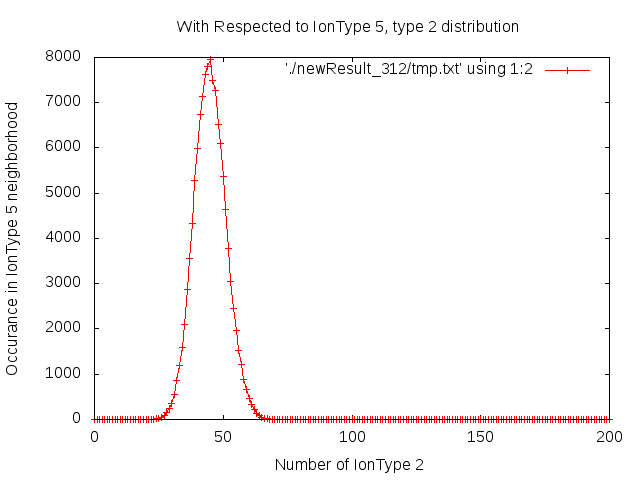 With Respected to IonType 5, type 2 distribution
'./newResult_312/tmp.txt' using 1:2
Occurance in IonType 5 neighborhood
8000
7000
6000
5000
4000
3000
2000
1000
0
0 50 100 150 200
Number of IonType 2